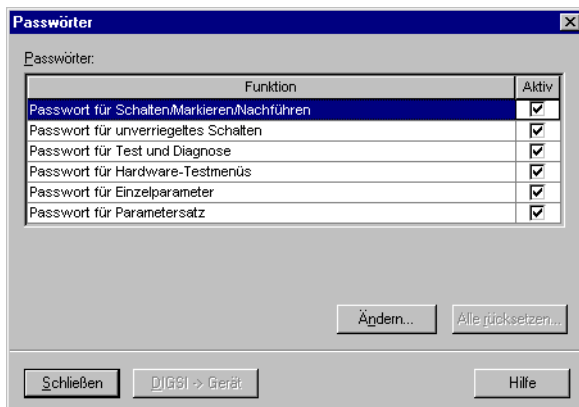 Passwörter
Passwörter:
Funktion Aktiv
Passwort für Schalten/Markieren/Nachführen
Passwort für unverriegeltes Schalten
Passwort für Test und Diagnose
Passwort für Hardware-Testmenüs
Passwort für Einzelparameter
Passwort für Parametersatz
Ändern... Alle rücksetzen...
Schließen DIGSI -> Gerät Hilfe